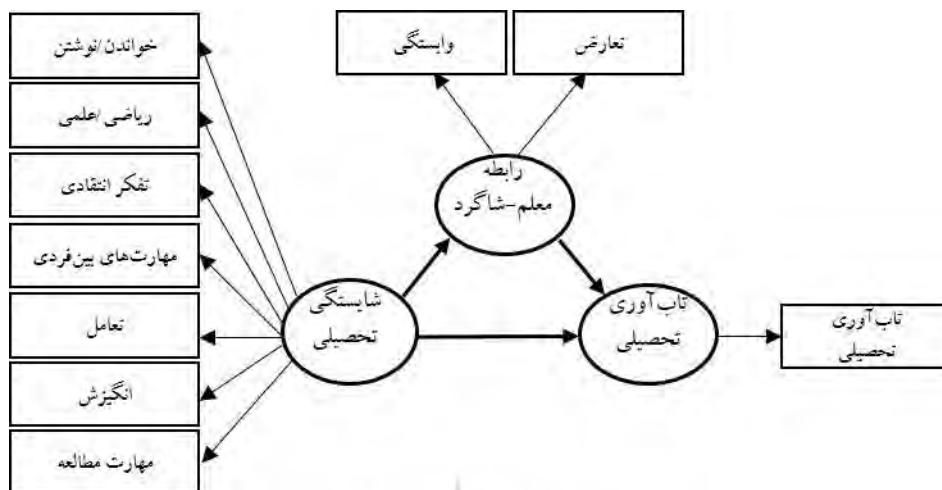 وابستگی
تعارض
خواندن/نوشتن
ریاضی/علمی
تفکر انتقادی
مهارت‌های بین‌فردی
تعامل
انگیزش
مهارت مطالعه
رابطه
معلم-شاگرد
شایستگی
تحصیلی
تاب‌آوری
تحصیلی
تاب‌آوری
تحصیلی